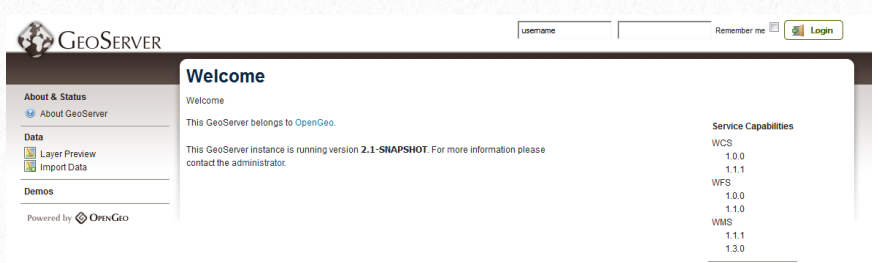 GEOSERVER
username
Remember me
Login
About & Status
About GeoServer
Data
Layer Preview
Import Data
Demos
Powered by OPENGEO
Welcome
Welcome
This GeoServer belongs to OpenGeo.
This GeoServer instance is running version 2.1-SNAPSHOT. For more information please
contact the administrator.
Service Capabilities
WCS
1.0.0
1.1.1
WFS
1.0.0
1.1.0
WMS
1.1.1
1.3.0